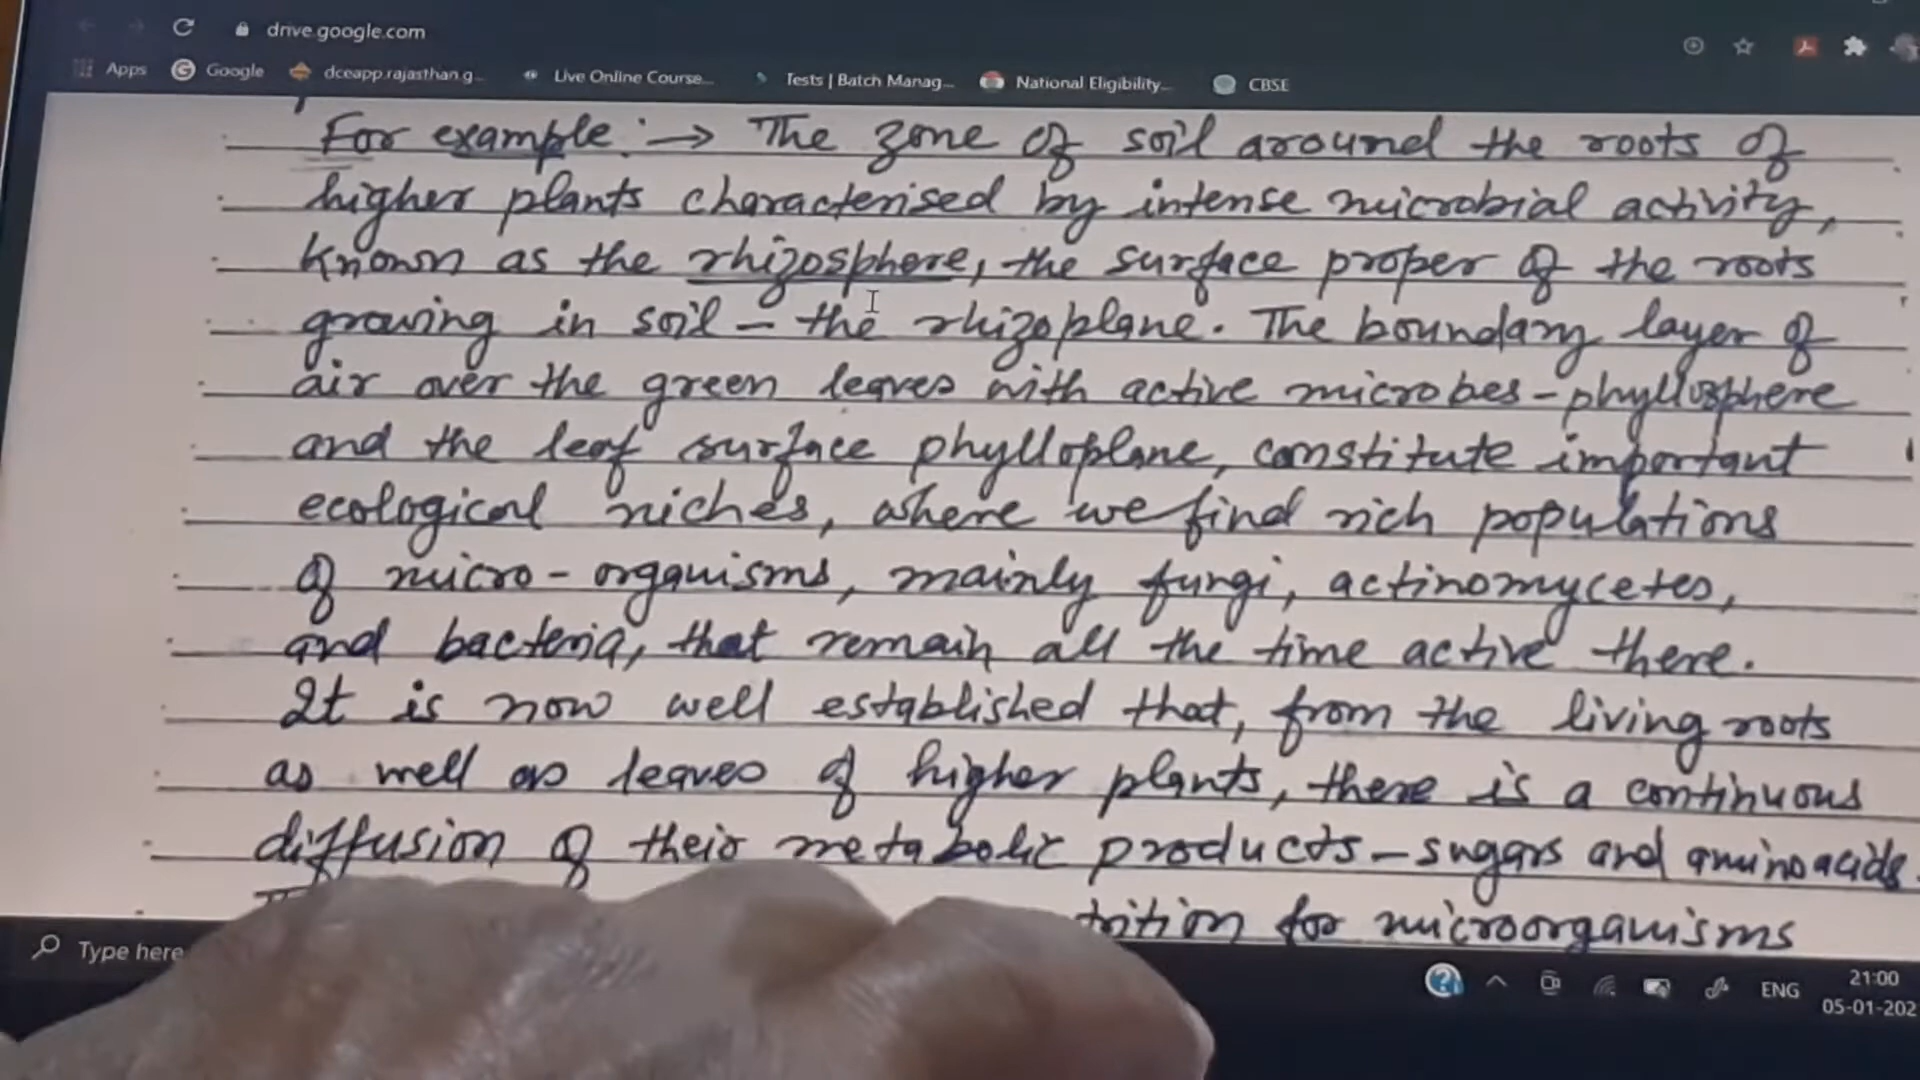 drive.google.com
Apps Google dceapp.rajasthan.g... Live Online Course... Tests | Batch Manag... National Eligibility... CBSE
For example :→ The zone of soil around the roots of
higher plants characterised by intense microbial activity,
known as the rhizosphere, the surface proper of the roots
growing in soil – the rhizoplane. The boundary layer of
air over the green leaves with active microbes - phyllosphere
and the leaf surface phylloplane, constitute important
ecological niches, where we find rich populations
of micro-organisms, mainly fungi, actinomycetes,
and bacteria, that remain all the time active there.
It is now well established that, from the living roots
as well as leaves of higher plants, there is a continuous
diffusion of their metabolic products – sugars and aminoacids.
for microorganisms
Type here
ENG
21:00
05-01-202